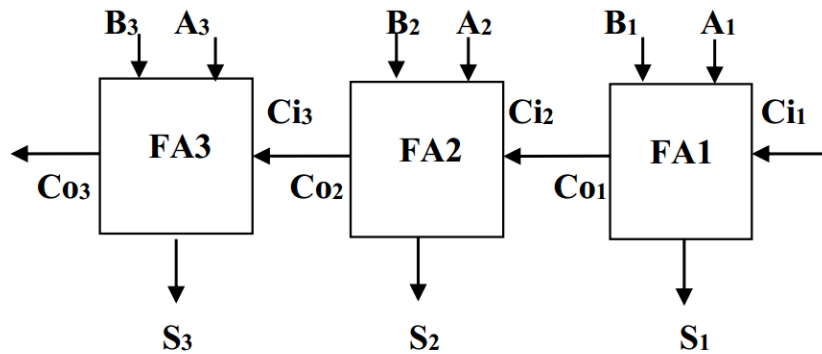 B₃ A₃ B₂ A₂ B₁ A₁
Ci₃ Ci₂ Ci₁
FA3 FA2 FA1
Co₃ Co₂ Co₁
S₃ S₂ S₁